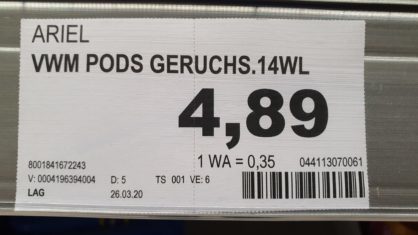 ARIEL
VWM PODS GERUCHS.14WL
4,89
1 WA = 0,35 044113070061
8001841672243
V: 0004196394004 D: 5 TS 001 VE: 6
LAG 26.03.20